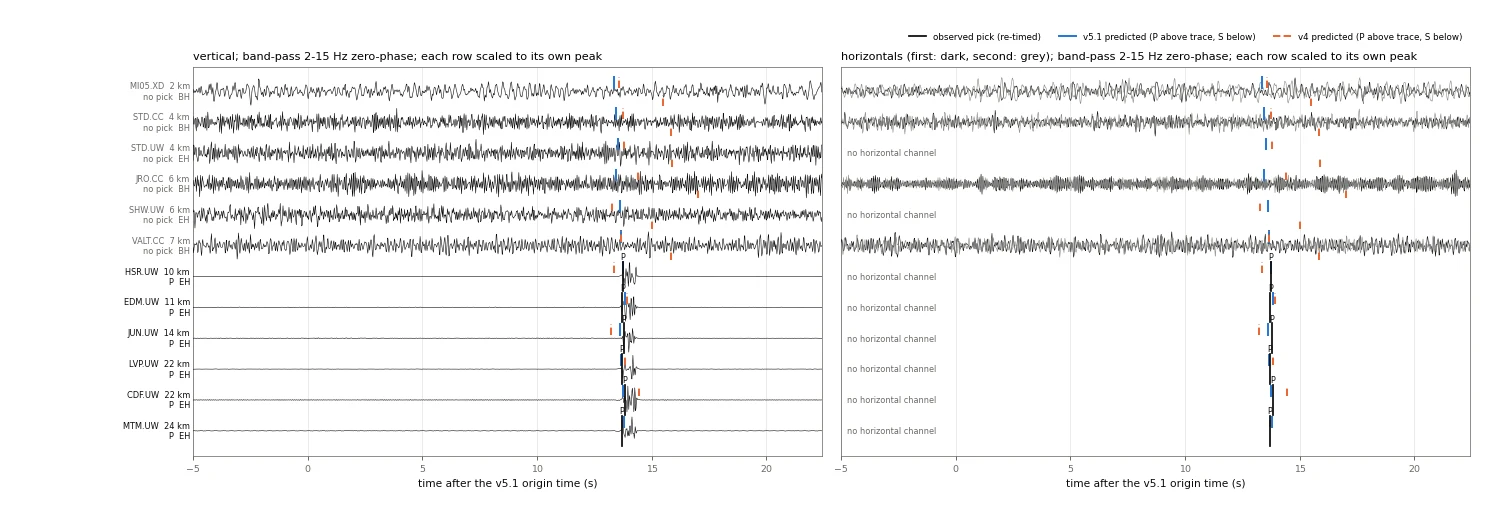 observed pick (re-timed)
v5.1 predicted (P above trace, S below)
v4 predicted (P above trace, S below)
vertical; band-pass 2-15 Hz zero-phase; each row scaled to its own peak
horizontals (first: dark, second: grey); band-pass 2-15 Hz zero-phase; each row scaled to its own peak
MI05.XD 2 km
no pick BH
STD.CC 4 km
no pick BH
STD.UW 4 km
no pick EH
no horizontal channel
JRO.CC 6 km
no pick BH
SHW.UW 6 km
no pick EH
no horizontal channel
VALT.CC 7 km
no pick BH
P
P
HSR.UW 10 km
P EH
no horizontal channel
P
P
EDM.UW 11 km
P EH
no horizontal channel
P
P
JUN.UW 14 km
P EH
no horizontal channel
P
P
LVP.UW 22 km
P EH
no horizontal channel
P
P
CDF.UW 22 km
P EH
no horizontal channel
P
P
MTM.UW 24 km
P EH
no horizontal channel
−5 0 5 10 15 20
−5 0 5 10 15 20
time after the v5.1 origin time (s)
time after the v5.1 origin time (s)